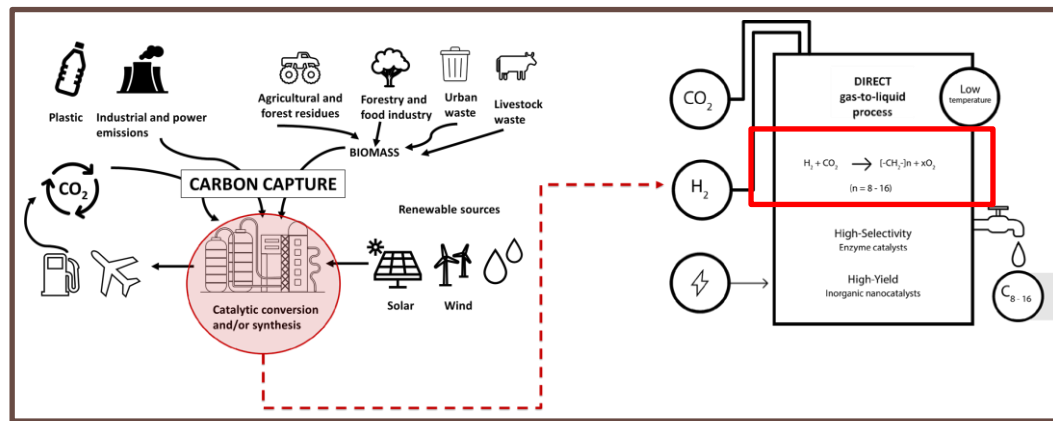 Plastic
Industrial and power
emissions
Agricultural and
forest residues
Forestry and
food industry
Urban
waste
Livestock
waste
BIOMASS
CARBON CAPTURE
CO₂
Renewable sources
Solar
Wind
Catalytic conversion
and/or synthesis
CO₂
H₂
DIRECT
gas-to-liquid
process
Low
temperature
H₂ + CO₂ → [-CH₂-]n + xO₂
(n = 8 - 16)
High-Selectivity
Enzyme catalysts
High-Yield
Inorganic nanocatalysts
C₈ - ₁₆